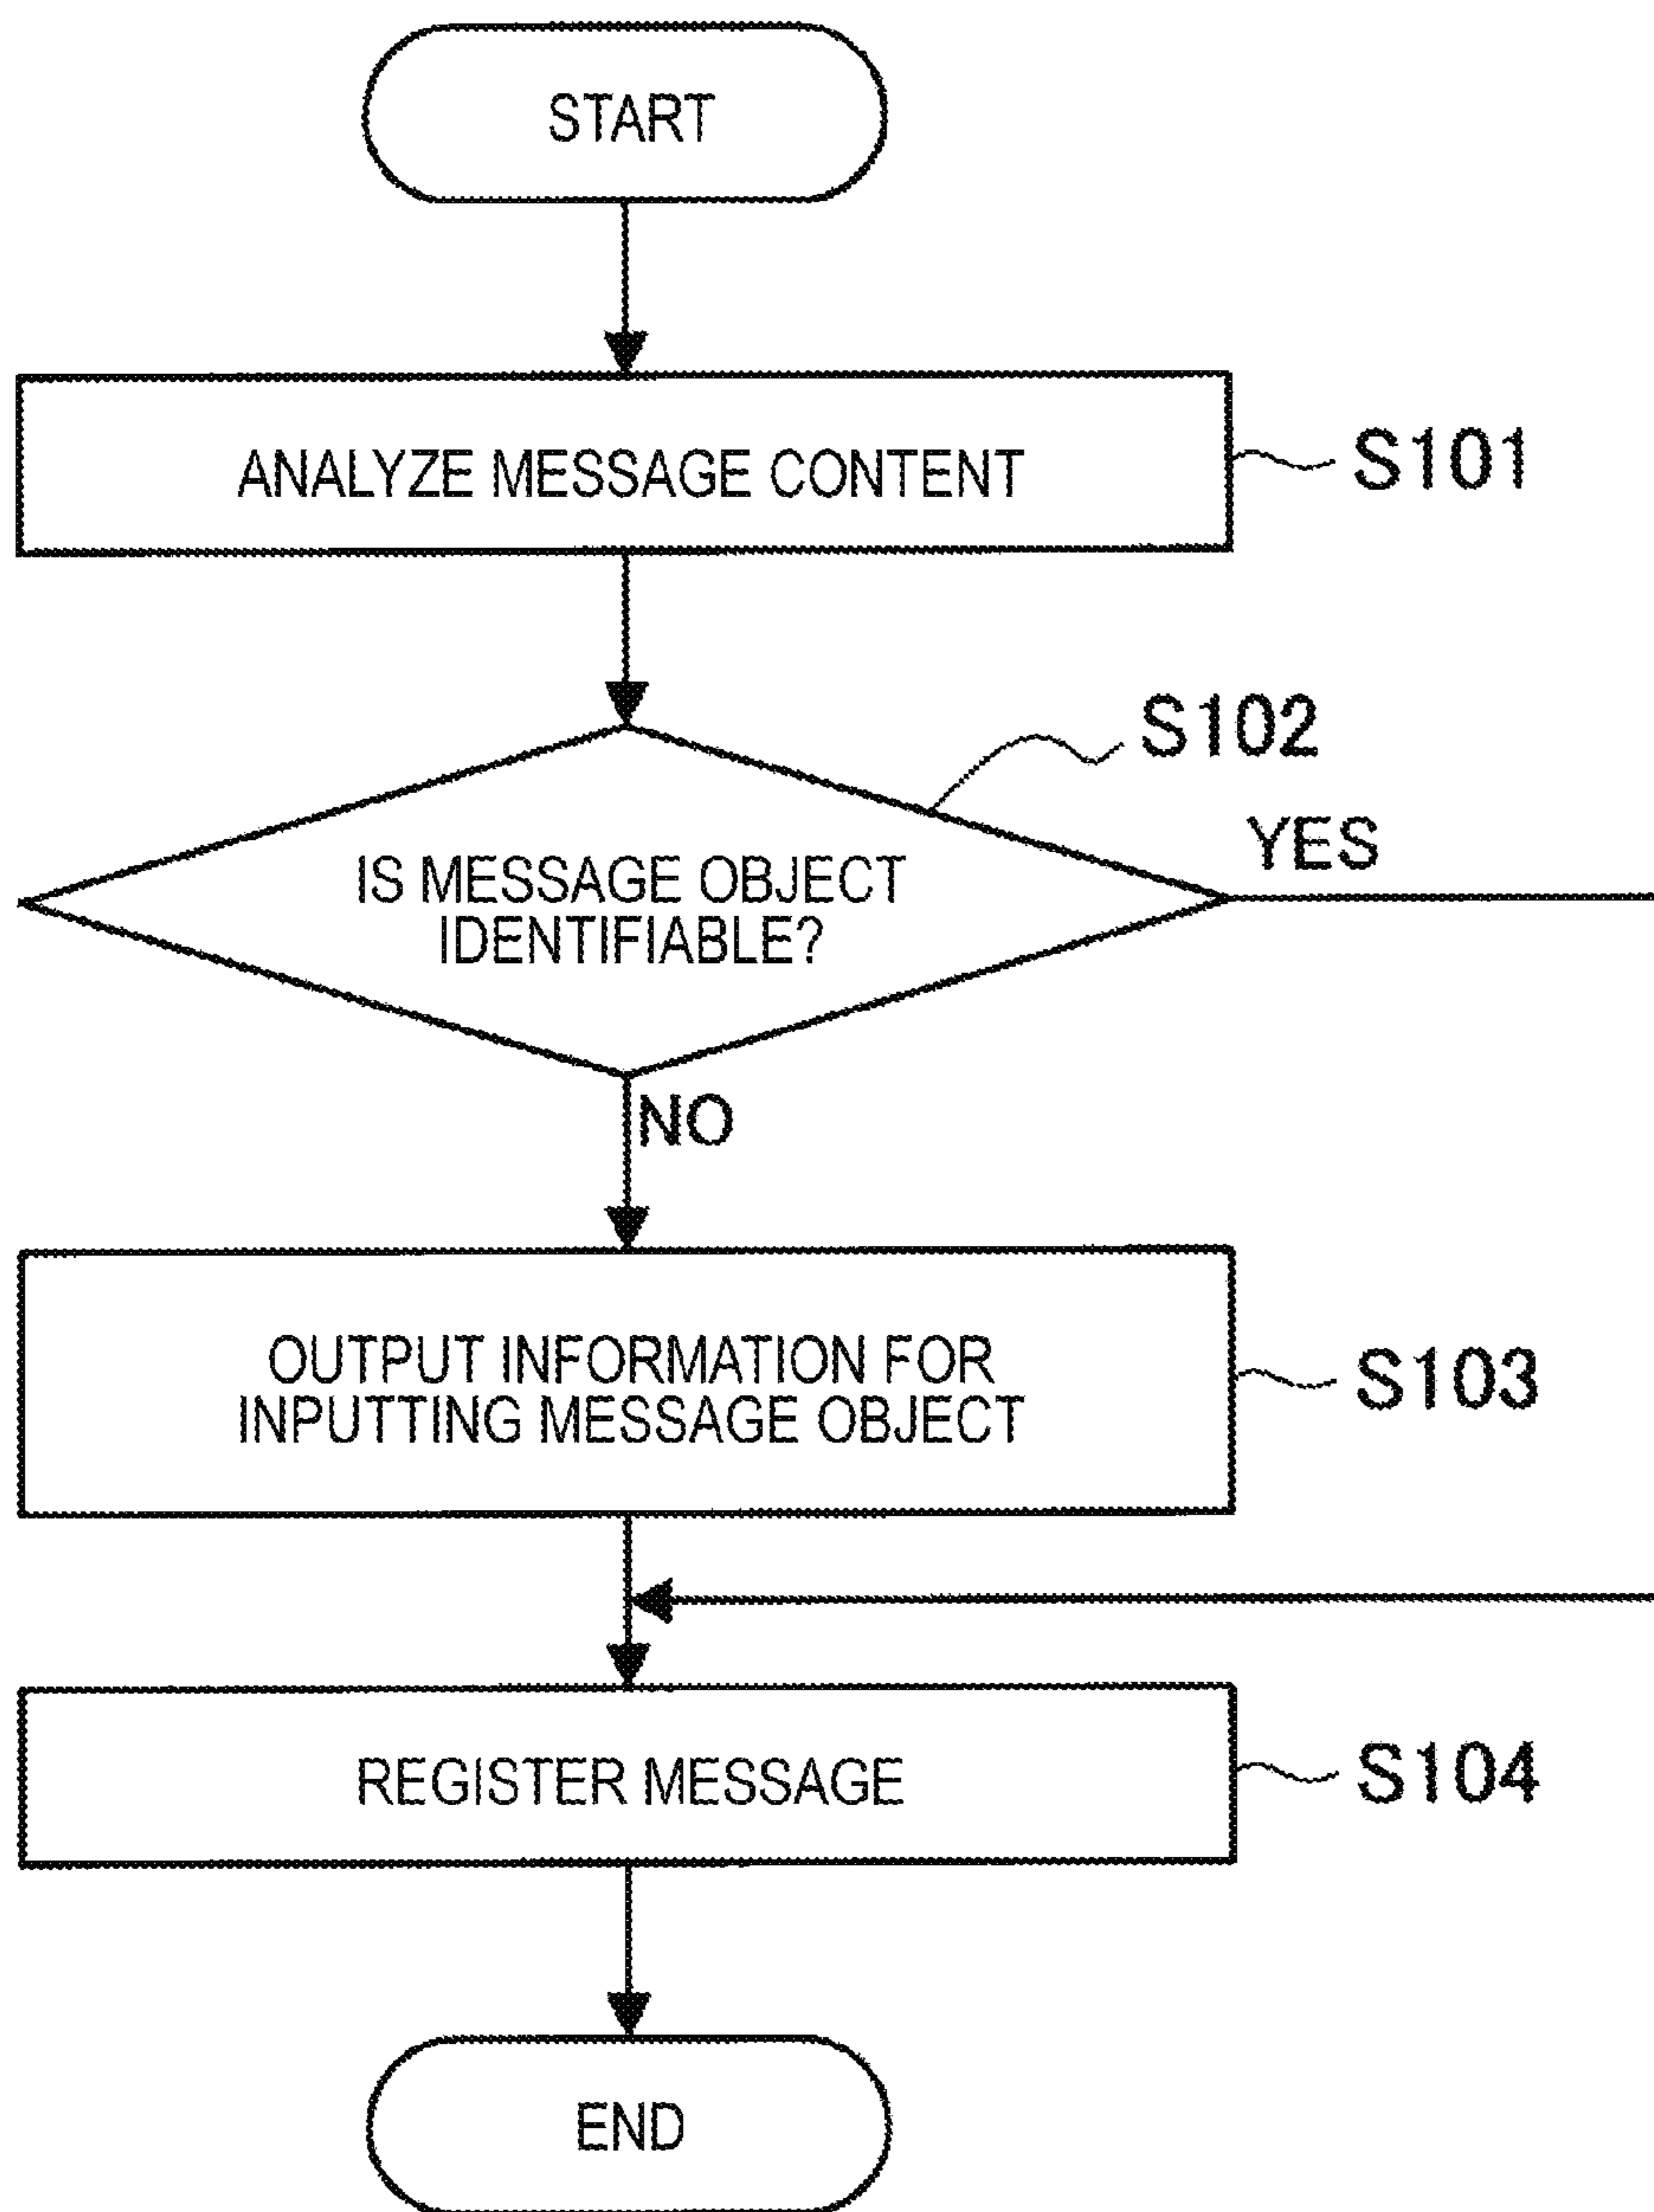 START
ANALYZE MESSAGE CONTENT
S101
S102
YES
IS MESSAGE OBJECT
IDENTIFIABLE?
NO
OUTPUT INFORMATION FOR
INPUTTING MESSAGE OBJECT
S103
REGISTER MESSAGE
S104
END